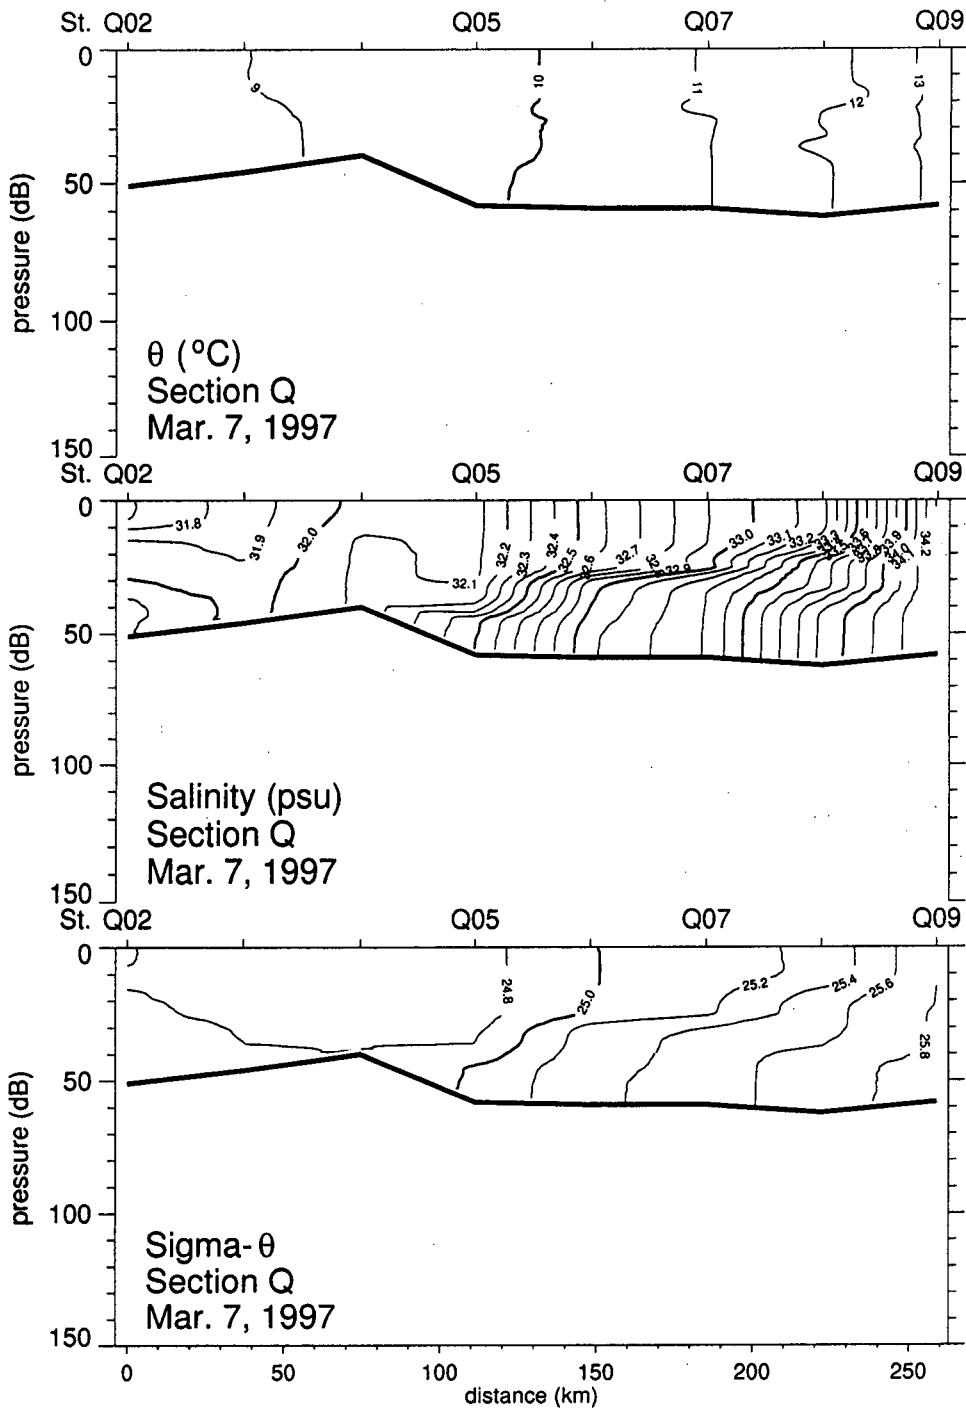 St. Q02 Q05 Q07 Q09
0
50
100
150
pressure (dB)
9
10
11
12
13
θ (°C)
Section Q
Mar. 7, 1997
St. Q02 Q05 Q07 Q09
0
50
100
150
pressure (dB)
31.8
31.9
32.0
32.1
32.2
32.3
32.4
32.5
32.6
32.7
32.9
33.0
33.1
33.2
34.2
Salinity (psu)
Section Q
Mar. 7, 1997
St. Q02 Q05 Q07 Q09
0
50
100
150
pressure (dB)
24.8
25.0
25.2
25.4
25.6
25.8
Sigma-θ
Section Q
Mar. 7, 1997
0 50 100 150 200 250
distance (km)